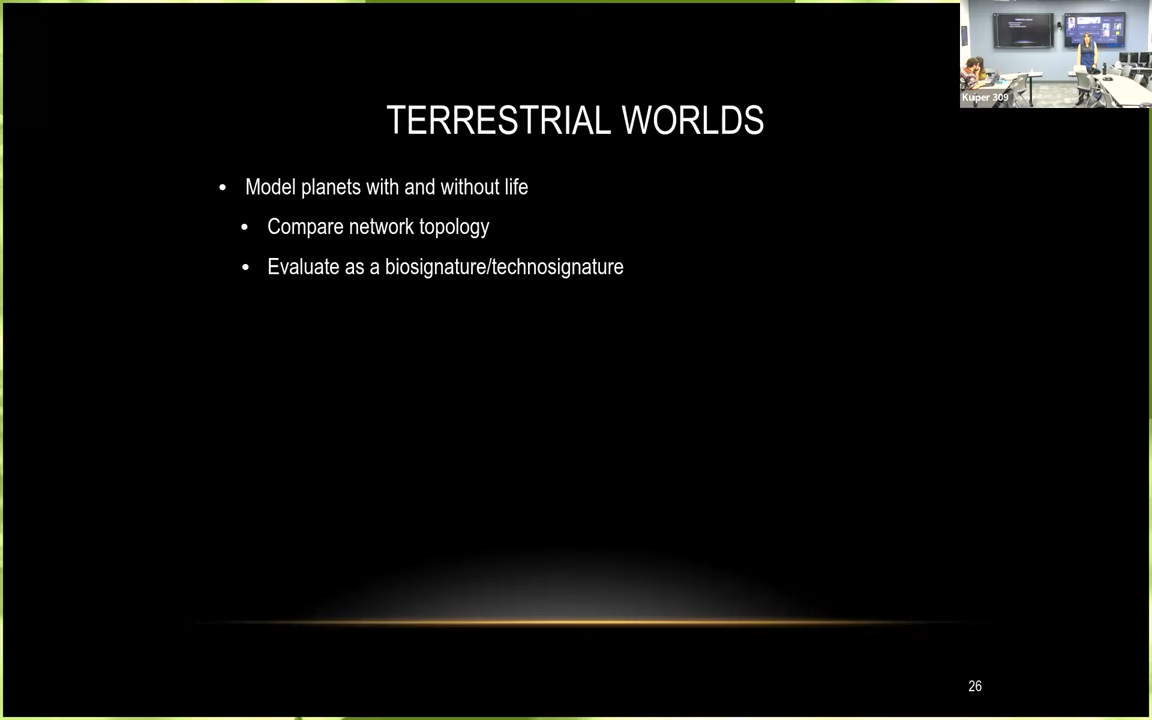 TERRESTRIAL WORLDS
• Model planets with and without life
• Compare network topology
• Evaluate as a biosignature/technosignature
26
Kuiper 309